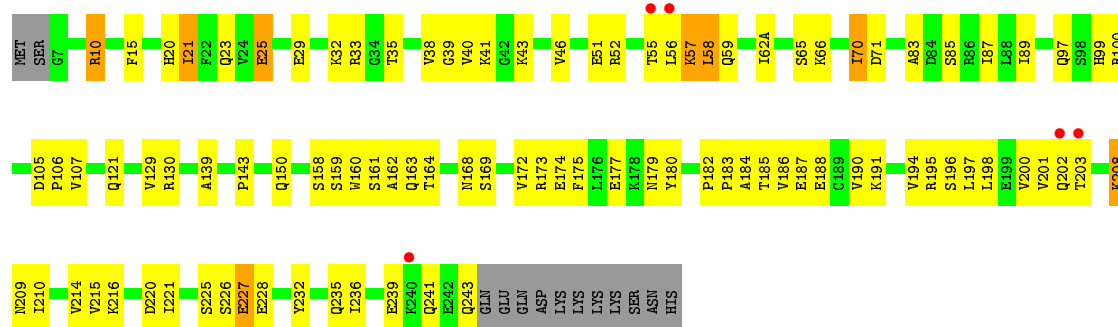 MET SER G7 R10 F15 H20 I21 F22 Q23 V24 E25 E29 K32 R33 G34 T35 V38 G39 V40 K41 G42 K43 V46 E51 R52 T55 L56 K57 L58 Q59 I62A S65 K66 I70 D71 A83 D84 S85 R86 I87 L88 I89 Q97 S98 H99 R100
D105 P106 V107 Q121 V129 R130 A139 P143 Q150 S158 S159 W160 S161 A162 Q163 T164 N168 S169 V172 R173 E174 F175 L176 E177 K178 N179 Y180 P182 P183 A184 T185 V186 E187 E188 C189 V190 K191 V194 R195 S196 L197 L198 E199 V200 V201 Q202 T203 K208
N209 I210 V214 V215 K216 D220 I221 S225 S226 E227 E228 Y232 Q235 I236 E239 K240 Q241 E242 Q243 GLN GLU GLN ASP LYS LYS LYS LYS SER ASN HIS